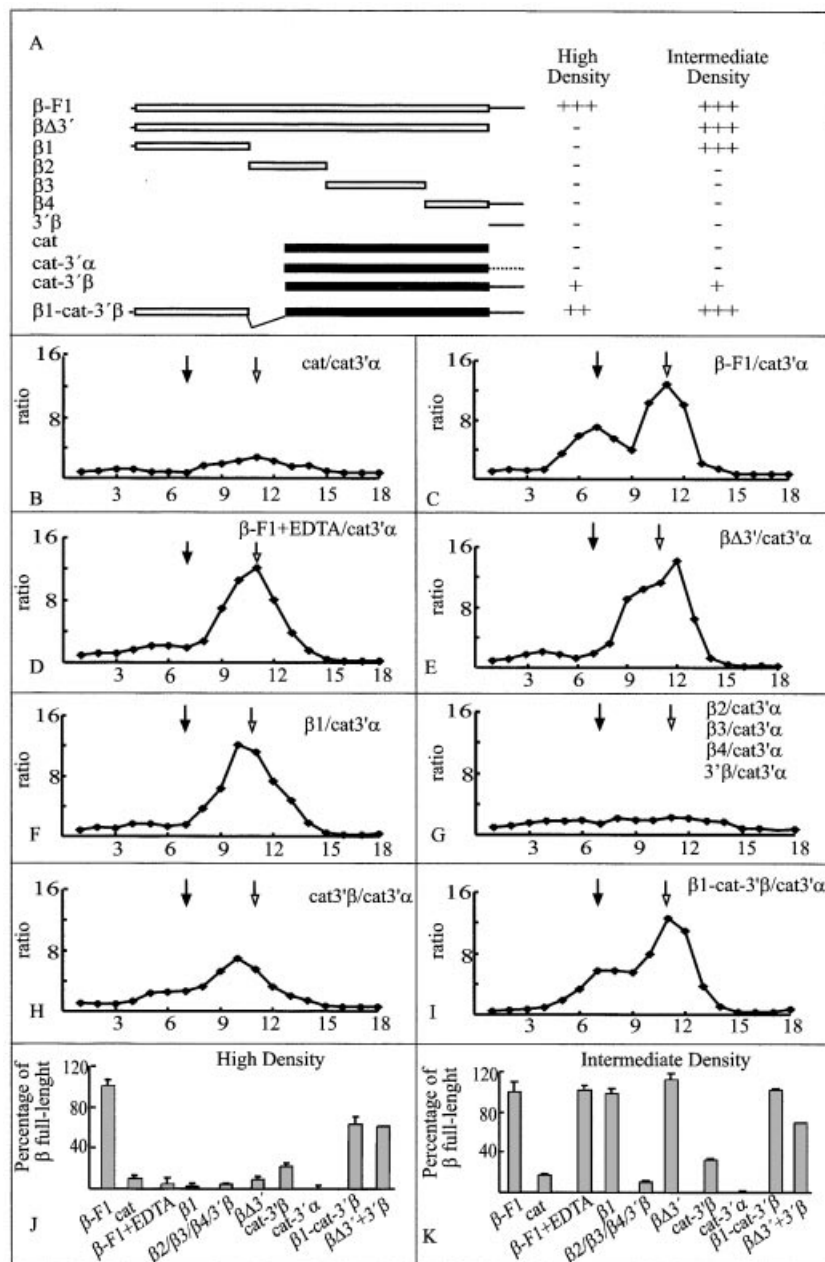 A
High Density
Intermediate Density
β-F1 +++ +++
βΔ3´ - +++
β1 - +++
β2 - -
β3 - -
β4 - -
3´β - -
cat - -
cat-3´α - -
cat-3´β + +
β1-cat-3´β ++ +++
16
ratio
8
cat/cat3'α
B
3 6 7 9 12 15 18
16
ratio
8
β-F1/cat3'α
C
3 6 9 12 15 18
16
ratio
8
β-F1+EDTA/cat3'α
D
3 6 9 12 15 18
16
ratio
8
βΔ3'/cat3'α
E
3 6 9 12 15 18
16
ratio
8
β1/cat3'α
F
3 6 9 12 15 18
16
ratio
8
β2/cat3'α
β3/cat3'α
β4/cat3'α
3'β/cat3'α
G
3 6 9 12 15 18
16
ratio
8
cat3'β/cat3'α
H
3 6 9 12 15 18
16
ratio
8
β1-cat-3'β/cat3'α
I
3 6 9 12 15 18
High Density
Percentage of
β full-lenght
120
80
40
J
β-F1
cat
β-F1+EDTA
β1
β2/β3/β4/3´β
βΔ3´
cat-3'β
cat-3´α
β1-cat-3´β
βΔ3´+3´β
Intermediate Density
Percentage of
β full-lenght
120
80
40
K
β-F1
cat
β-F1+EDTA
β1
β2/β3/β4/3´β
βΔ3´
cat-3´β
cat-3´α
β1-cat-3´β
βΔ3´+3´β